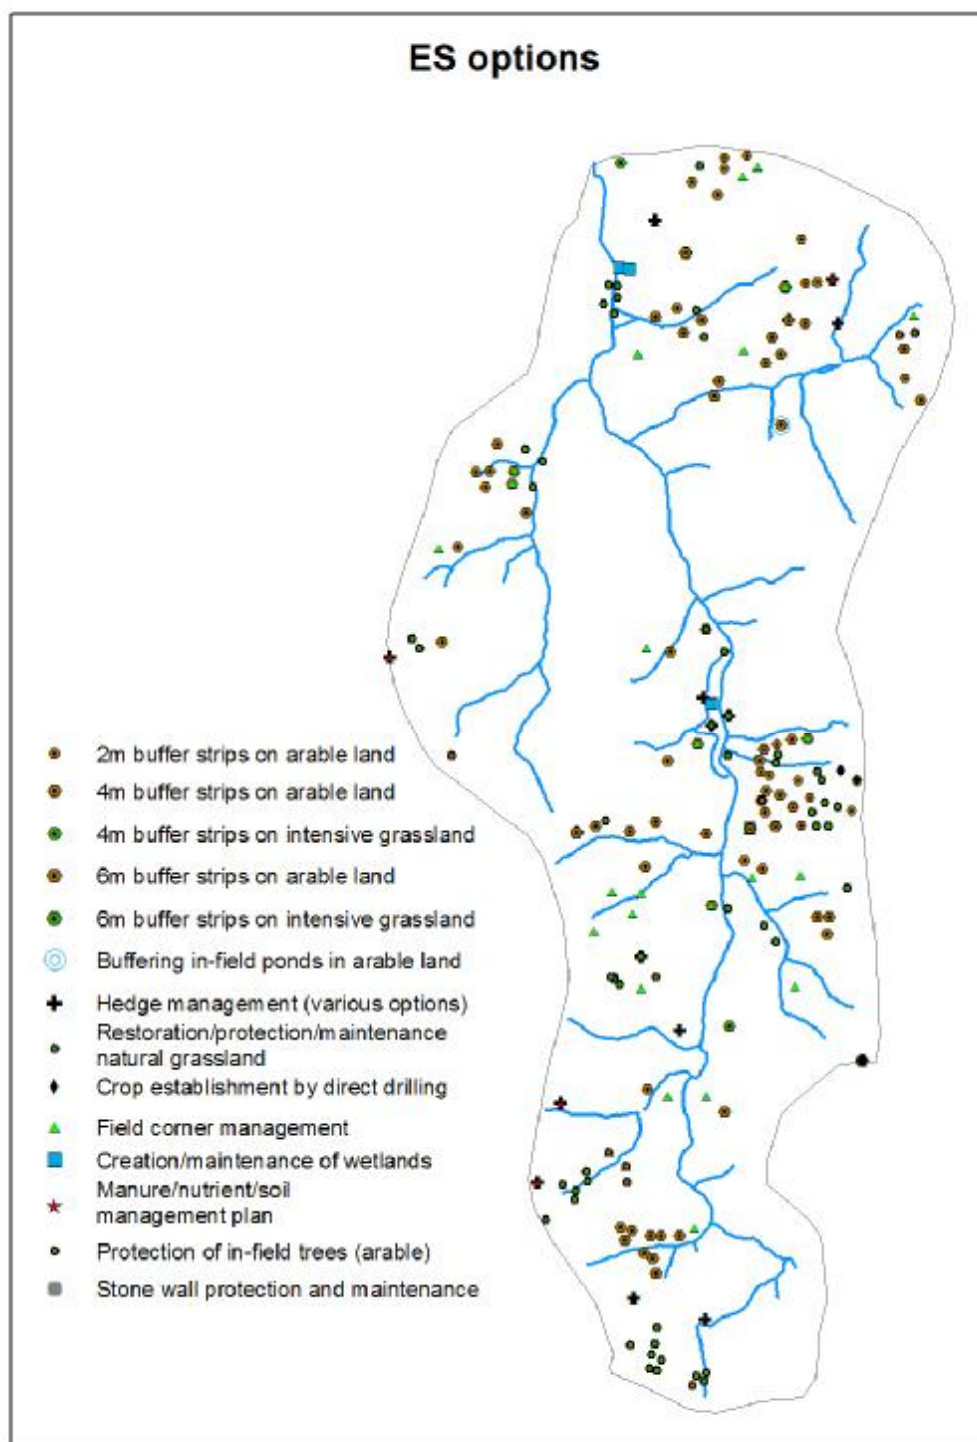 ES options
2m buffer strips on arable land
4m buffer strips on arable land
4m buffer strips on intensive grassland
6m buffer strips on arable land
6m buffer strips on intensive grassland
Buffering in-field ponds in arable land
Hedge management (various options)
Restoration/protection/maintenance
natural grassland
Crop establishment by direct drilling
Field corner management
Creation/maintenance of wetlands
Manure/nutrient/soil
management plan
Protection of in-field trees (arable)
Stone wall protection and maintenance